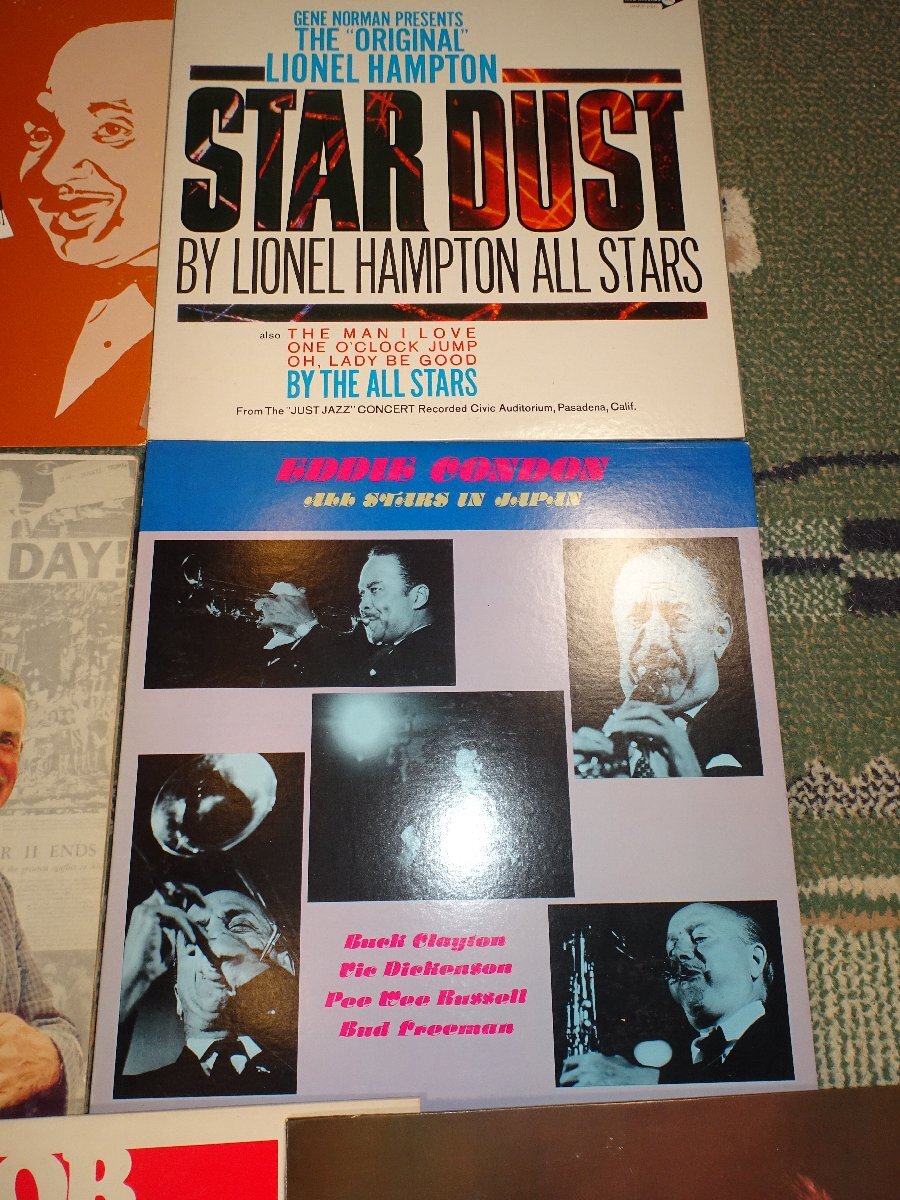 GENE NORMAN PRESENTS
THE "ORIGINAL"
LIONEL HAMPTON
STAR DUST
BY LIONEL HAMPTON ALL STARS
also THE MAN I LOVE
ONE O'CLOCK JUMP
OH, LADY BE GOOD
BY THE ALL STARS
From The "JUST JAZZ" CONCERT Recorded Civic Auditorium, Pasadena, Calif.
EDDIE CONDON
ALL STARS IN JAPAN
DAY!
R II ENDS
Buck Clayton
Vic Dickenson
Pee Wee Russell
Bud Freeman
OB